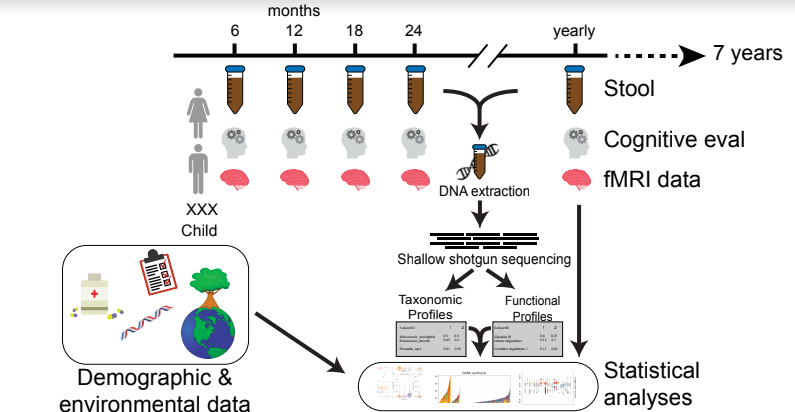 months
6 12 18 24 yearly
7 years
Stool
Cognitive eval
fMRI data
XXX
Child
DNA extraction
Shallow shotgun sequencing
Taxonomic
Profiles
Functional
Profiles
Demographic &
environmental data
Statistical
analyses